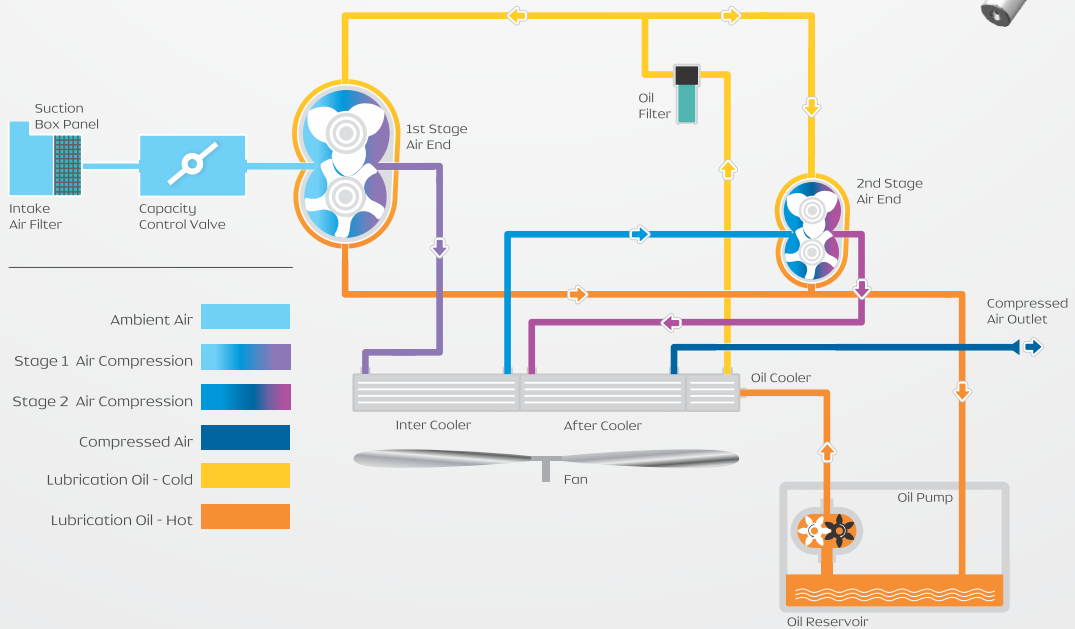 Suction
Box Panel
Intake
Air Filter
Capacity
Control Valve
1st Stage
Air End
Oil
Filter
2nd Stage
Air End
Compressed
Air Outlet
Ambient Air
Stage 1 Air Compression
Stage 2 Air Compression
Compressed Air
Lubrication Oil - Cold
Lubrication Oil - Hot
Inter Cooler
After Cooler
Oil Cooler
Fan
Oil Pump
Oil Reservoir